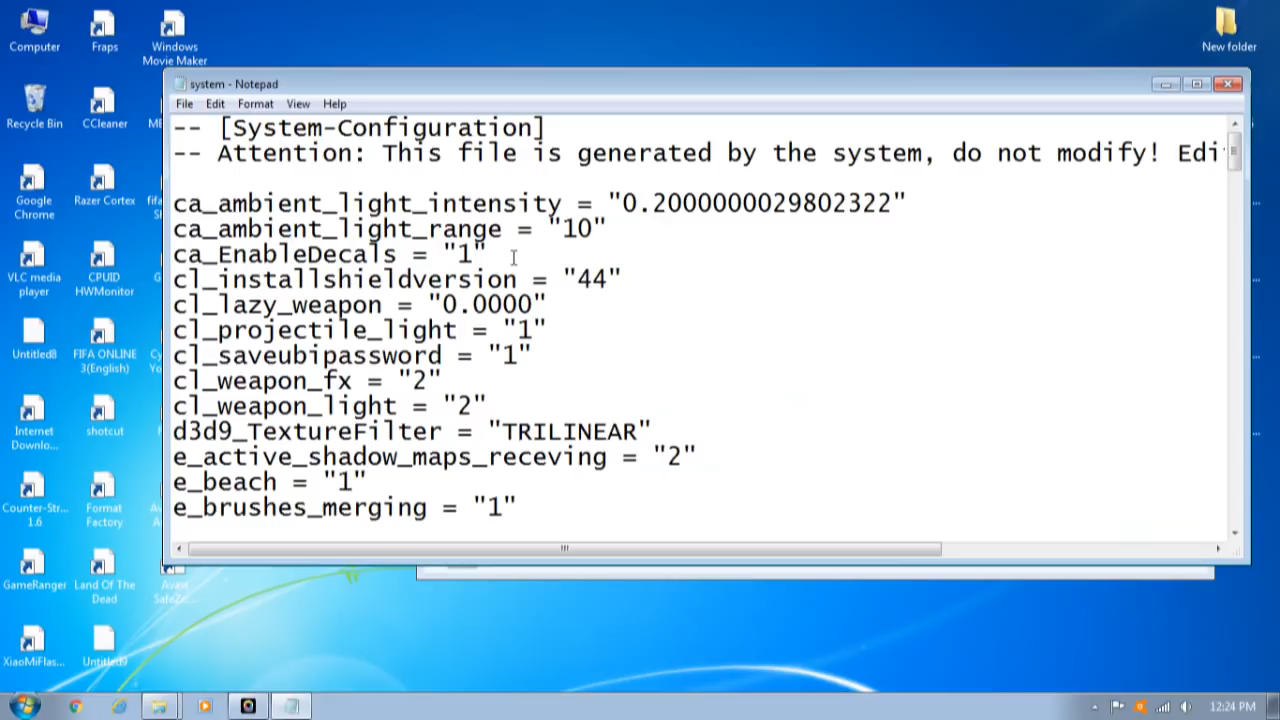 Computer
Fraps
Windows
Movie Maker
New folder
system - Notepad
File Edit Format View Help
-- [System-Configuration]
-- Attention: This file is generated by the system, do not modify! Edi
ca_ambient_light_intensity = "0.2000000029802322"
ca_ambient_light_range = "10"
ca_EnableDecals = "1"
cl_installshieldversion = "44"
cl_lazy_weapon = "0.0000"
cl_projectile_light = "1"
cl_saveubipassword = "1"
cl_weapon_fx = "2"
cl_weapon_light = "2"
d3d9_TextureFilter = "TRILINEAR"
e_active_shadow_maps_receving = "2"
e_beach = "1"
e_brushes_merging = "1"
Recycle Bin
CCleaner
Google
Chrome
Razer Cortex
VLC media
player
CPUID
HWMonitor
Untitled8
FIFA ONLINE
3(English)
Internet
Downlo...
shotcut
Counter-Str...
1.6
Format
Factory
GameRanger
Land Of The
Dead
Avast
SafeZo...
XiaoMiFlas...
Untitled9
12:24 PM